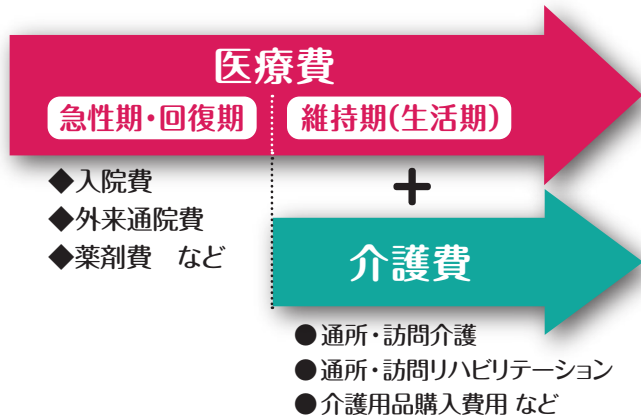 医療費
急性期・回復期
維持期(生活期)
◆入院費
◆外来通院費
◆薬剤費　など
+
介護費
●通所・訪問介護
●通所・訪問リハビリテーション
●介護用品購入費用 など